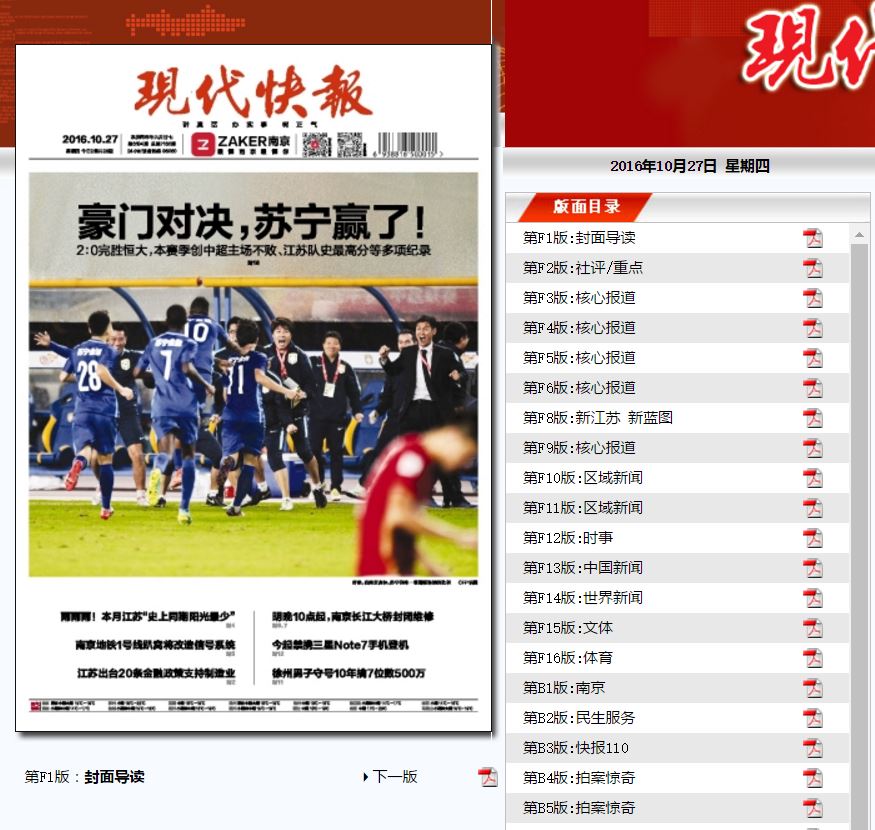 現代快報
2016.10.27
ZAKER南京
6 938816 500015
豪门对决,苏宁赢了!
2:0完胜恒大,本赛季创中超主场不败、江苏队史最高分等多项纪录
28
7
10
11
雨雨雨!本月江苏“史上同期阳光最少”
南京地铁1号线趴窝将改造信号系统
江苏出台20条金融政策支持制造业
明晚10点起,南京长江大桥封闭维修
今起禁携三星Note7手机登机
徐州男子守号10年擒7位数500万
第F1版:封面导读
下一版
現代
2016年10月27日 星期四
版面目录
第F1版:封面导读
第F2版:社评/重点
第F3版:核心报道
第F4版:核心报道
第F5版:核心报道
第F6版:核心报道
第F8版:新江苏 新蓝图
第F9版:核心报道
第F10版:区域新闻
第F11版:区域新闻
第F12版:时事
第F13版:中国新闻
第F14版:世界新闻
第F15版:文体
第F16版:体育
第B1版:南京
第B2版:民生服务
第B3版:快报110
第B4版:拍案惊奇
第B5版:拍案惊奇